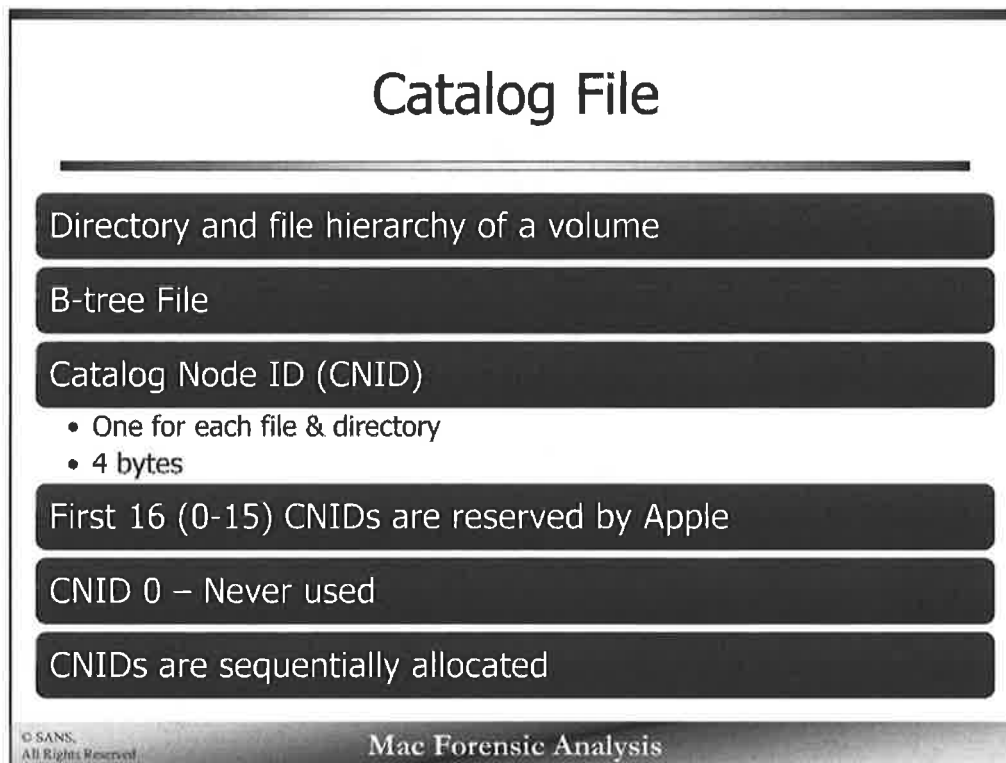 Catalog File
Directory and file hierarchy of a volume
B-tree File
Catalog Node ID (CNID)
• One for each file & directory
• 4 bytes
First 16 (0-15) CNIDs are reserved by Apple
CNID 0 – Never used
CNIDs are sequentially allocated
© SANS,
All Rights Reserved
Mac Forensic Analysis